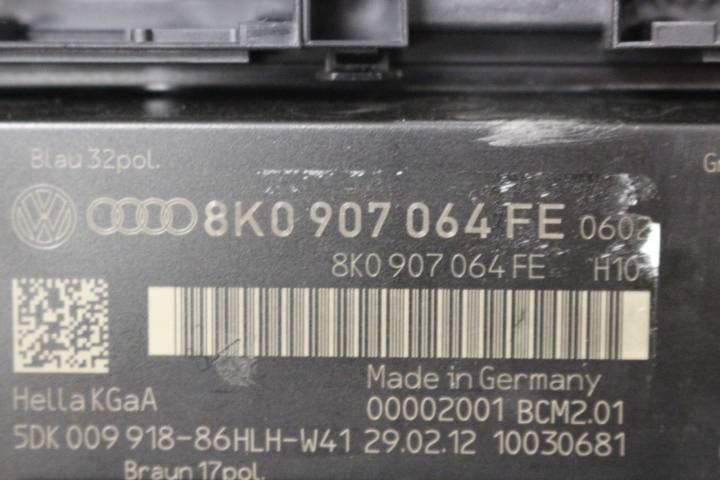 Blau 32pol.
8K0 907 064 FE 0602
8K0 907 064 FE H10
Made in Germany
Hella KGaA
00002001 BCM2.01
5DK 009 918-86HLH-W41 29.02.12 10030681
Braun 17pol.